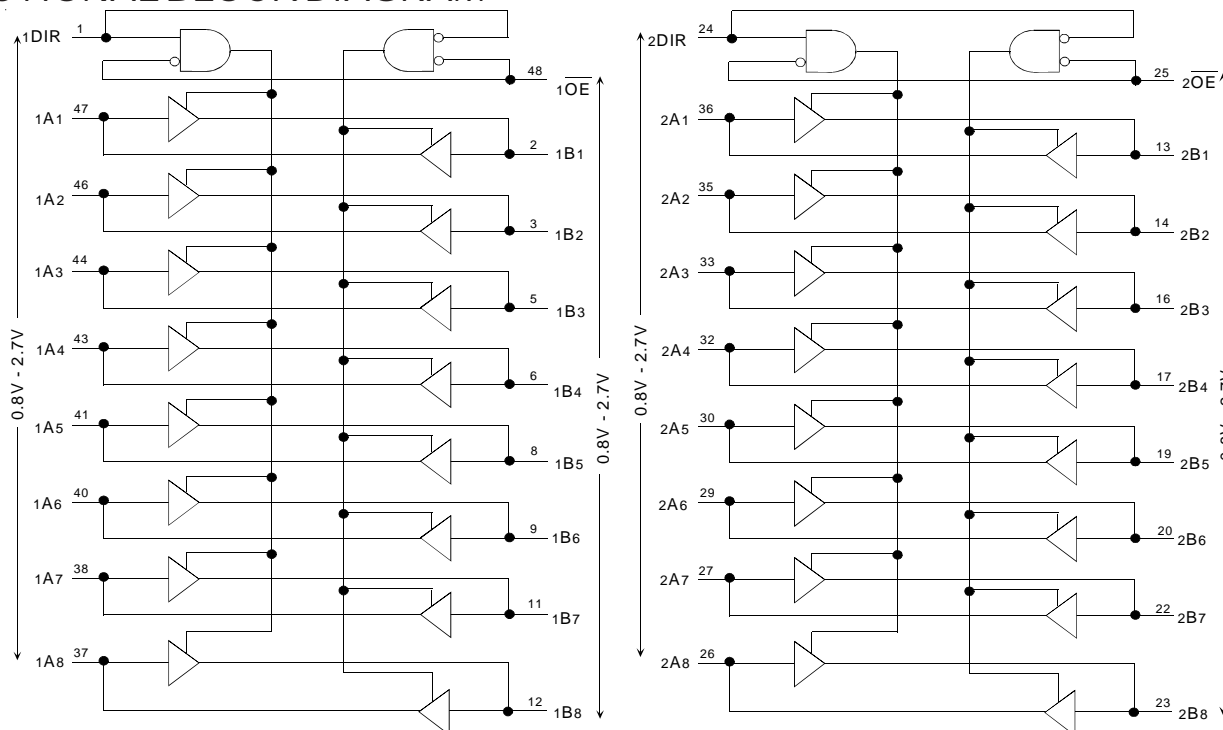 1DIR 1
48 1OE
1A1 47
2 1B1
1A2 46
3 1B2
1A3 44
5 1B3
1A4 43
6 1B4
1A5 41
8 1B5
1A6 40
9 1B6
1A7 38
11 1B7
1A8 37
12 1B8
0.8V - 2.7V
0.8V - 2.7V
2DIR 24
25 2OE
2A1 36
13 2B1
2A2 35
14 2B2
2A3 33
16 2B3
2A4 32
17 2B4
2A5 30
19 2B5
2A6 29
20 2B6
2A7 27
22 2B7
2A8 26
23 2B8
0.8V - 2.7V